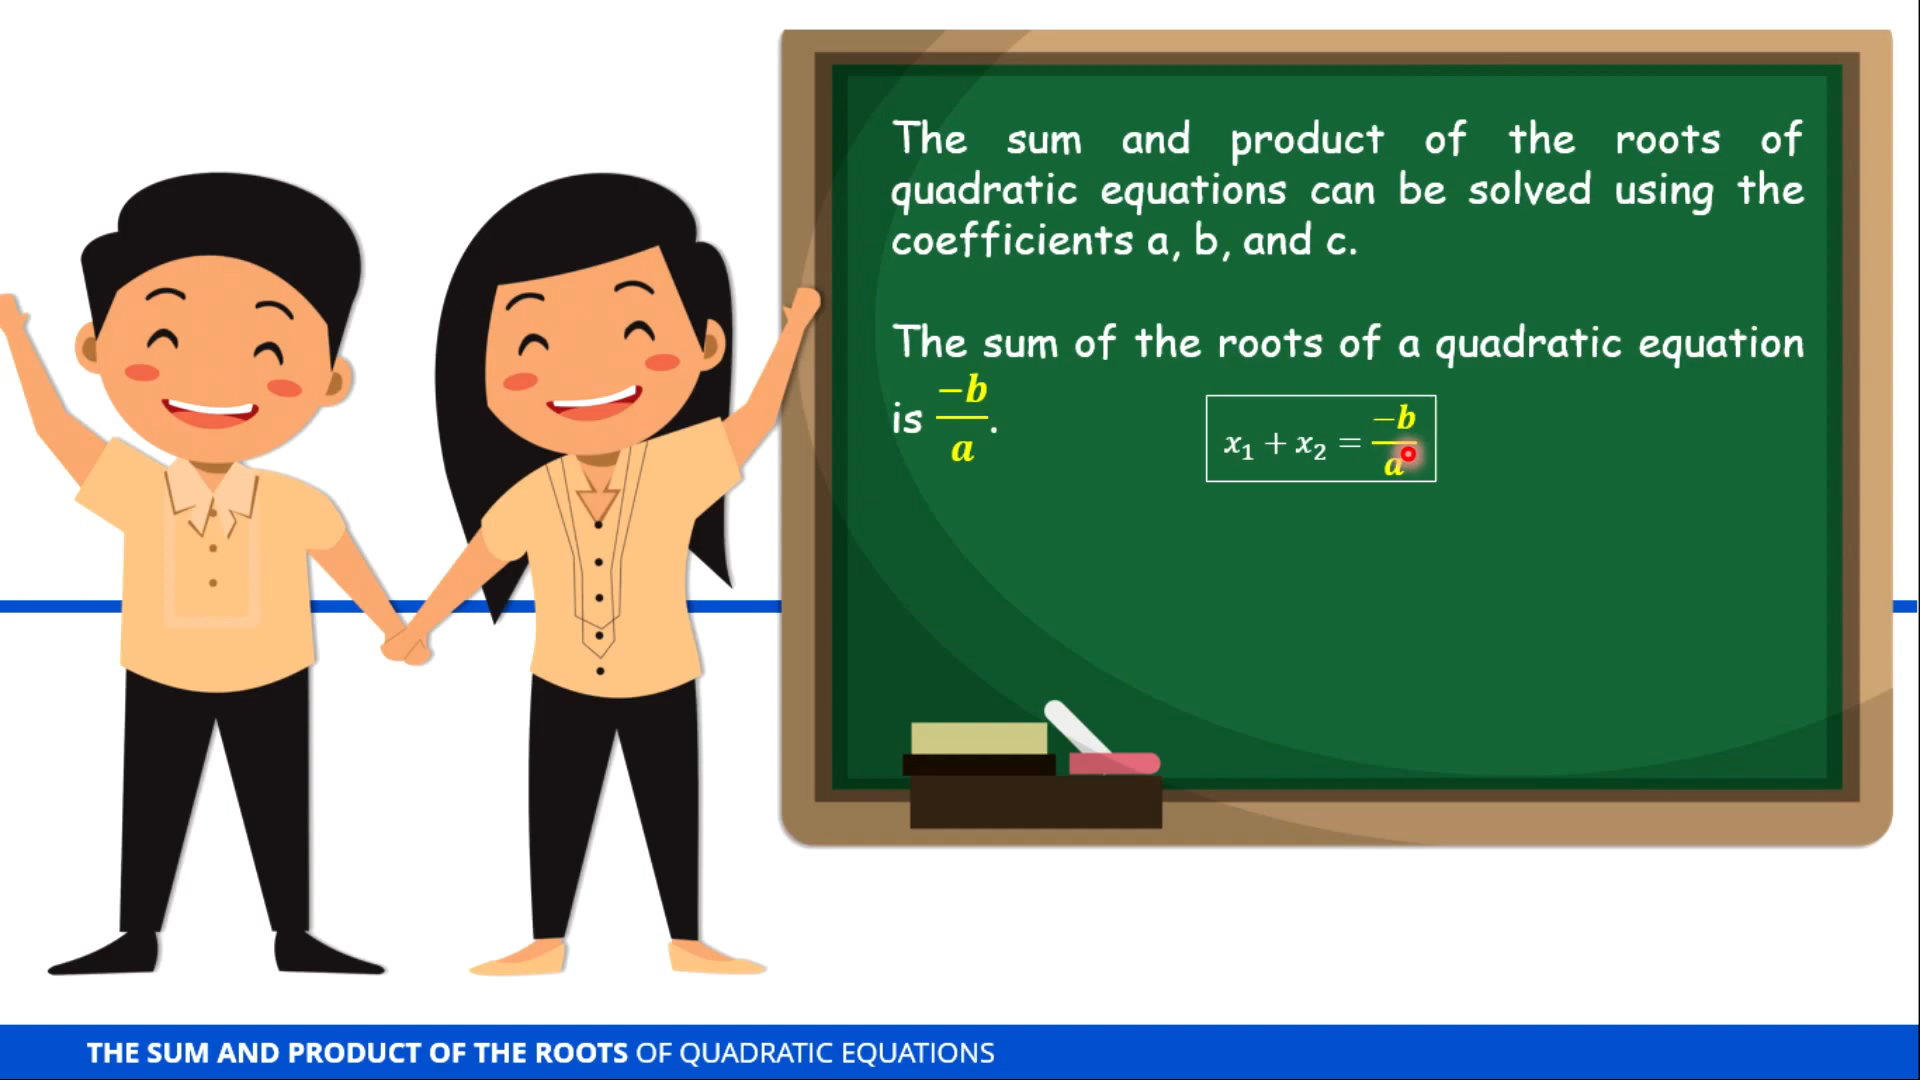 The sum and product of the roots of
quadratic equations can be solved using the
coefficients a, b, and c.
The sum of the roots of a quadratic equation
is -b/a.
x₁ + x₂ = -b/a
THE SUM AND PRODUCT OF THE ROOTS OF QUADRATIC EQUATIONS